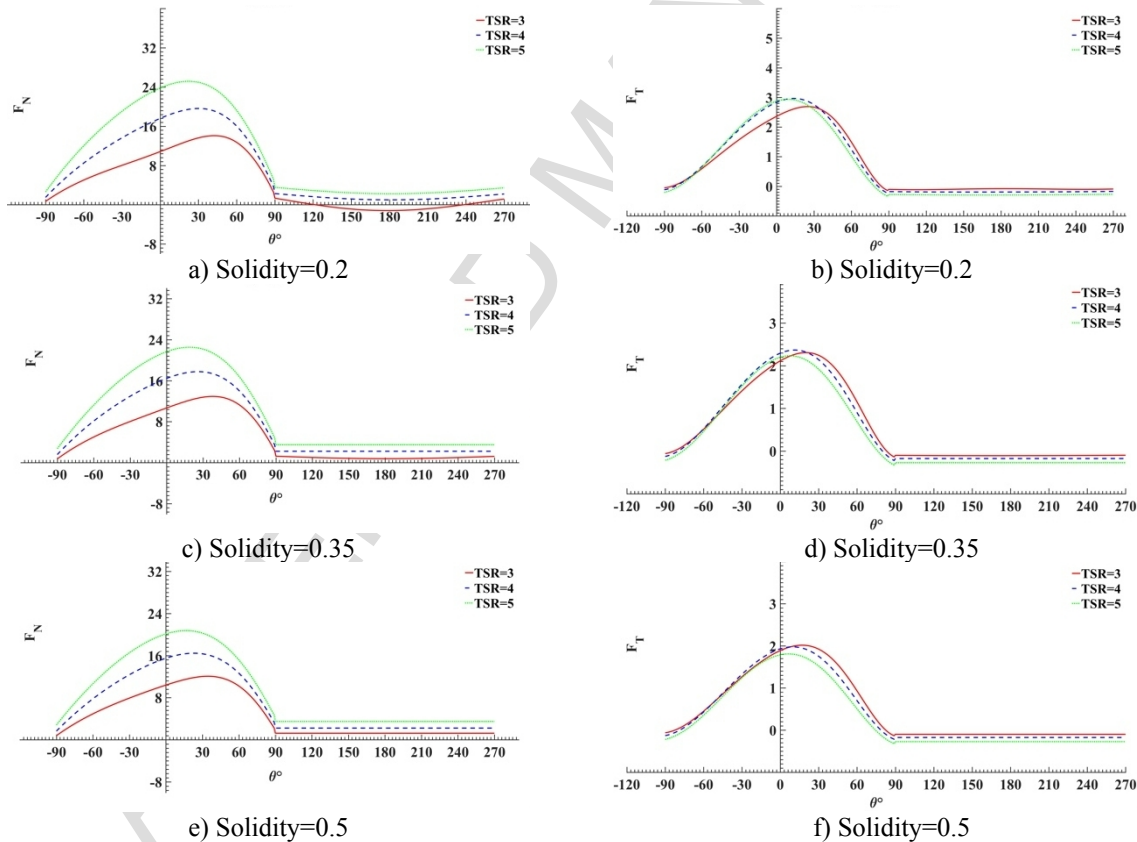 TSR=3
TSR=4
TSR=5
F_N
32
24
16
8
-8
-90 -60 -30 0 30 60 90 120 150 180 210 240 270
θ°
a) Solidity=0.2
TSR=3
TSR=4
TSR=5
F_T
5
4
3
2
1
0
-120 -90 -60 -30 0 30 60 90 120 150 180 210 240 270
θ°
b) Solidity=0.2
TSR=3
TSR=4
TSR=5
F_N
32
24
16
8
-8
-90 -60 -30 0 30 60 90 120 150 180 210 240 270
θ°
c) Solidity=0.35
TSR=3
TSR=4
TSR=5
F_T
3
2
1
0
-120 -90 -60 -30 0 30 60 90 120 150 180 210 240 270
θ°
d) Solidity=0.35
TSR=3
TSR=4
TSR=5
F_N
32
24
16
8
-8
-90 -60 -30 0 30 60 90 120 150 180 210 240 270
θ°
e) Solidity=0.5
TSR=3
TSR=4
TSR=5
F_T
3
2
1
0
-120 -90 -60 -30 0 30 60 90 120 150 180 210 240 270
θ°
f) Solidity=0.5